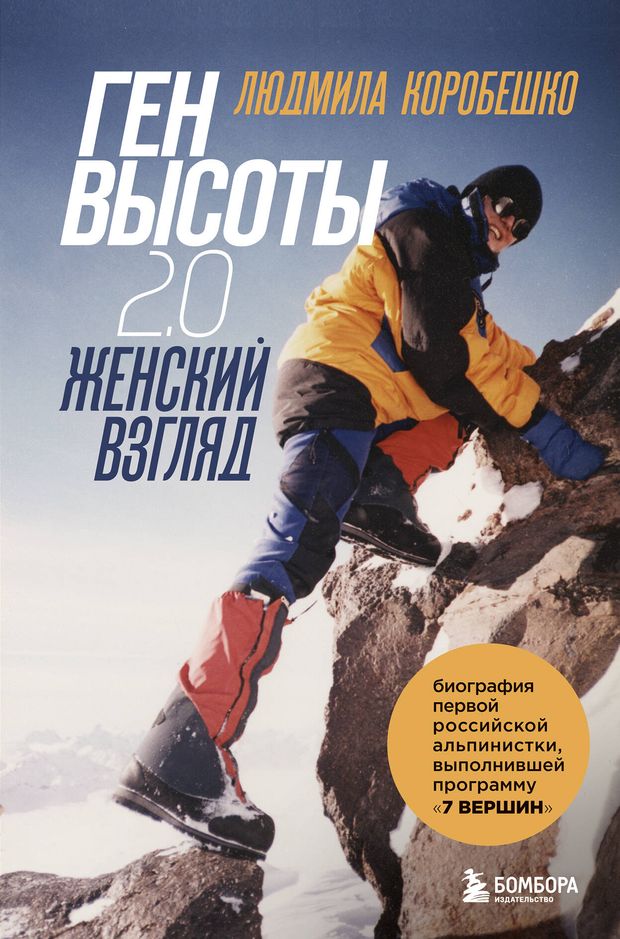 ЛЮДМИЛА КОРОБЕШКО
ГЕН
ВЫСОТЫ
2.0
ЖЕНСКИЙ
ВЗГЛЯД
биография
первой
российской
альпинистки,
выполнившей
программу
«7 ВЕРШИН»
БОМБОРА
ИЗДАТЕЛЬСТВО